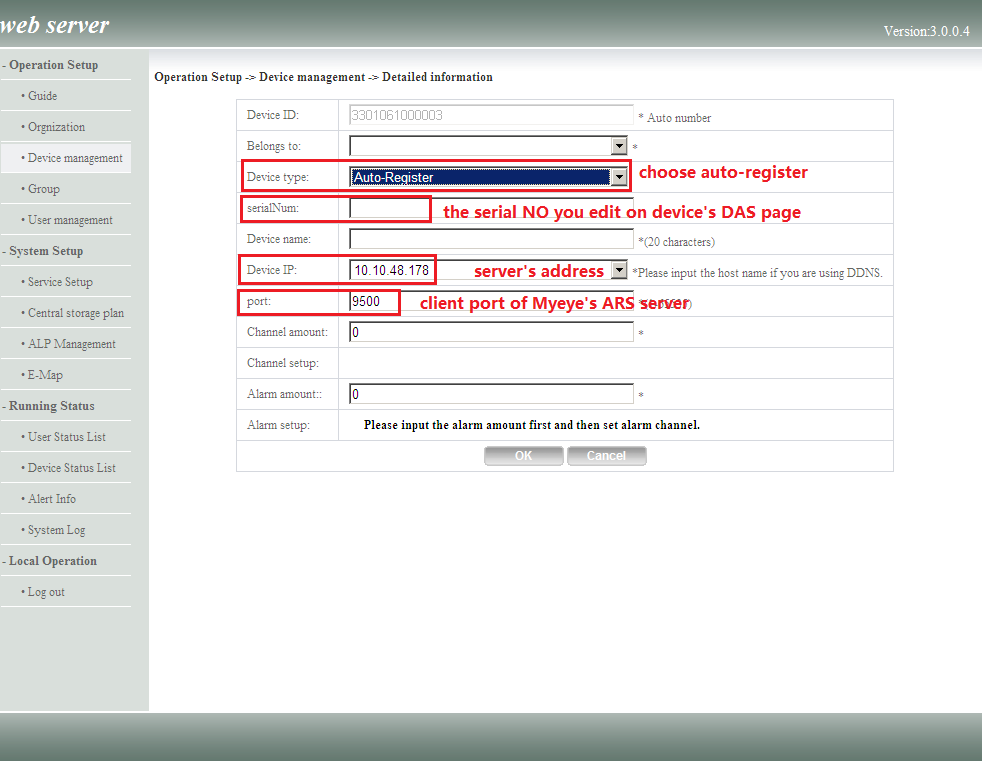 web server
Version:3.0.0.4
- Operation Setup
• Guide
• Orgnization
• Device management
• Group
• User management
- System Setup
• Service Setup
• Central storage plan
• ALP Management
• E-Map
- Running Status
• User Status List
• Device Status List
• Alert Info
• System Log
- Local Operation
• Log out
Operation Setup -> Device management -> Detailed information
Device ID: 3301061000003 * Auto number
Belongs to: *
Device type: Auto-Register choose auto-register
serialNum: the serial NO you edit on device's DAS page
Device name: *(20 characters)
Device IP: 10.10.48.178 server's address *Please input the host name if you are using DDNS.
port: 9500 client port of Myeye's ARS server
Channel amount: 0 *
Channel setup:
Alarm amount:: 0 *
Alarm setup: Please input the alarm amount first and then set alarm channel.
OK Cancel